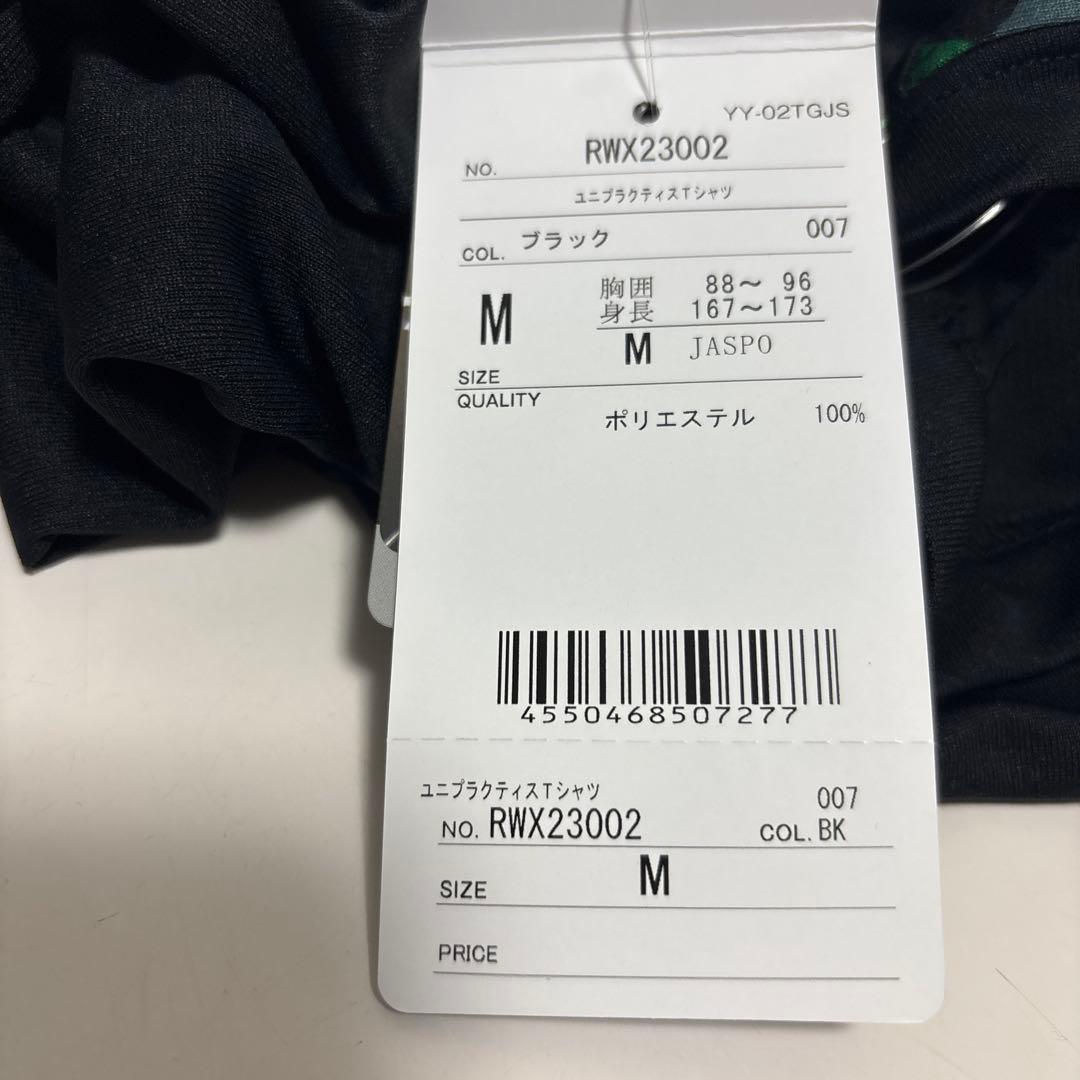 YY-02TGJS
NO. RWX23002
ユニプラクティスTシャツ
COL. ブラック 007
M 胸囲 88～ 96
身長 167～173
M JASPO
SIZE
QUALITY
ポリエステル 100%
4550468507277
ユニプラクティスTシャツ 007
NO. RWX23002 COL. BK
SIZE M
PRICE